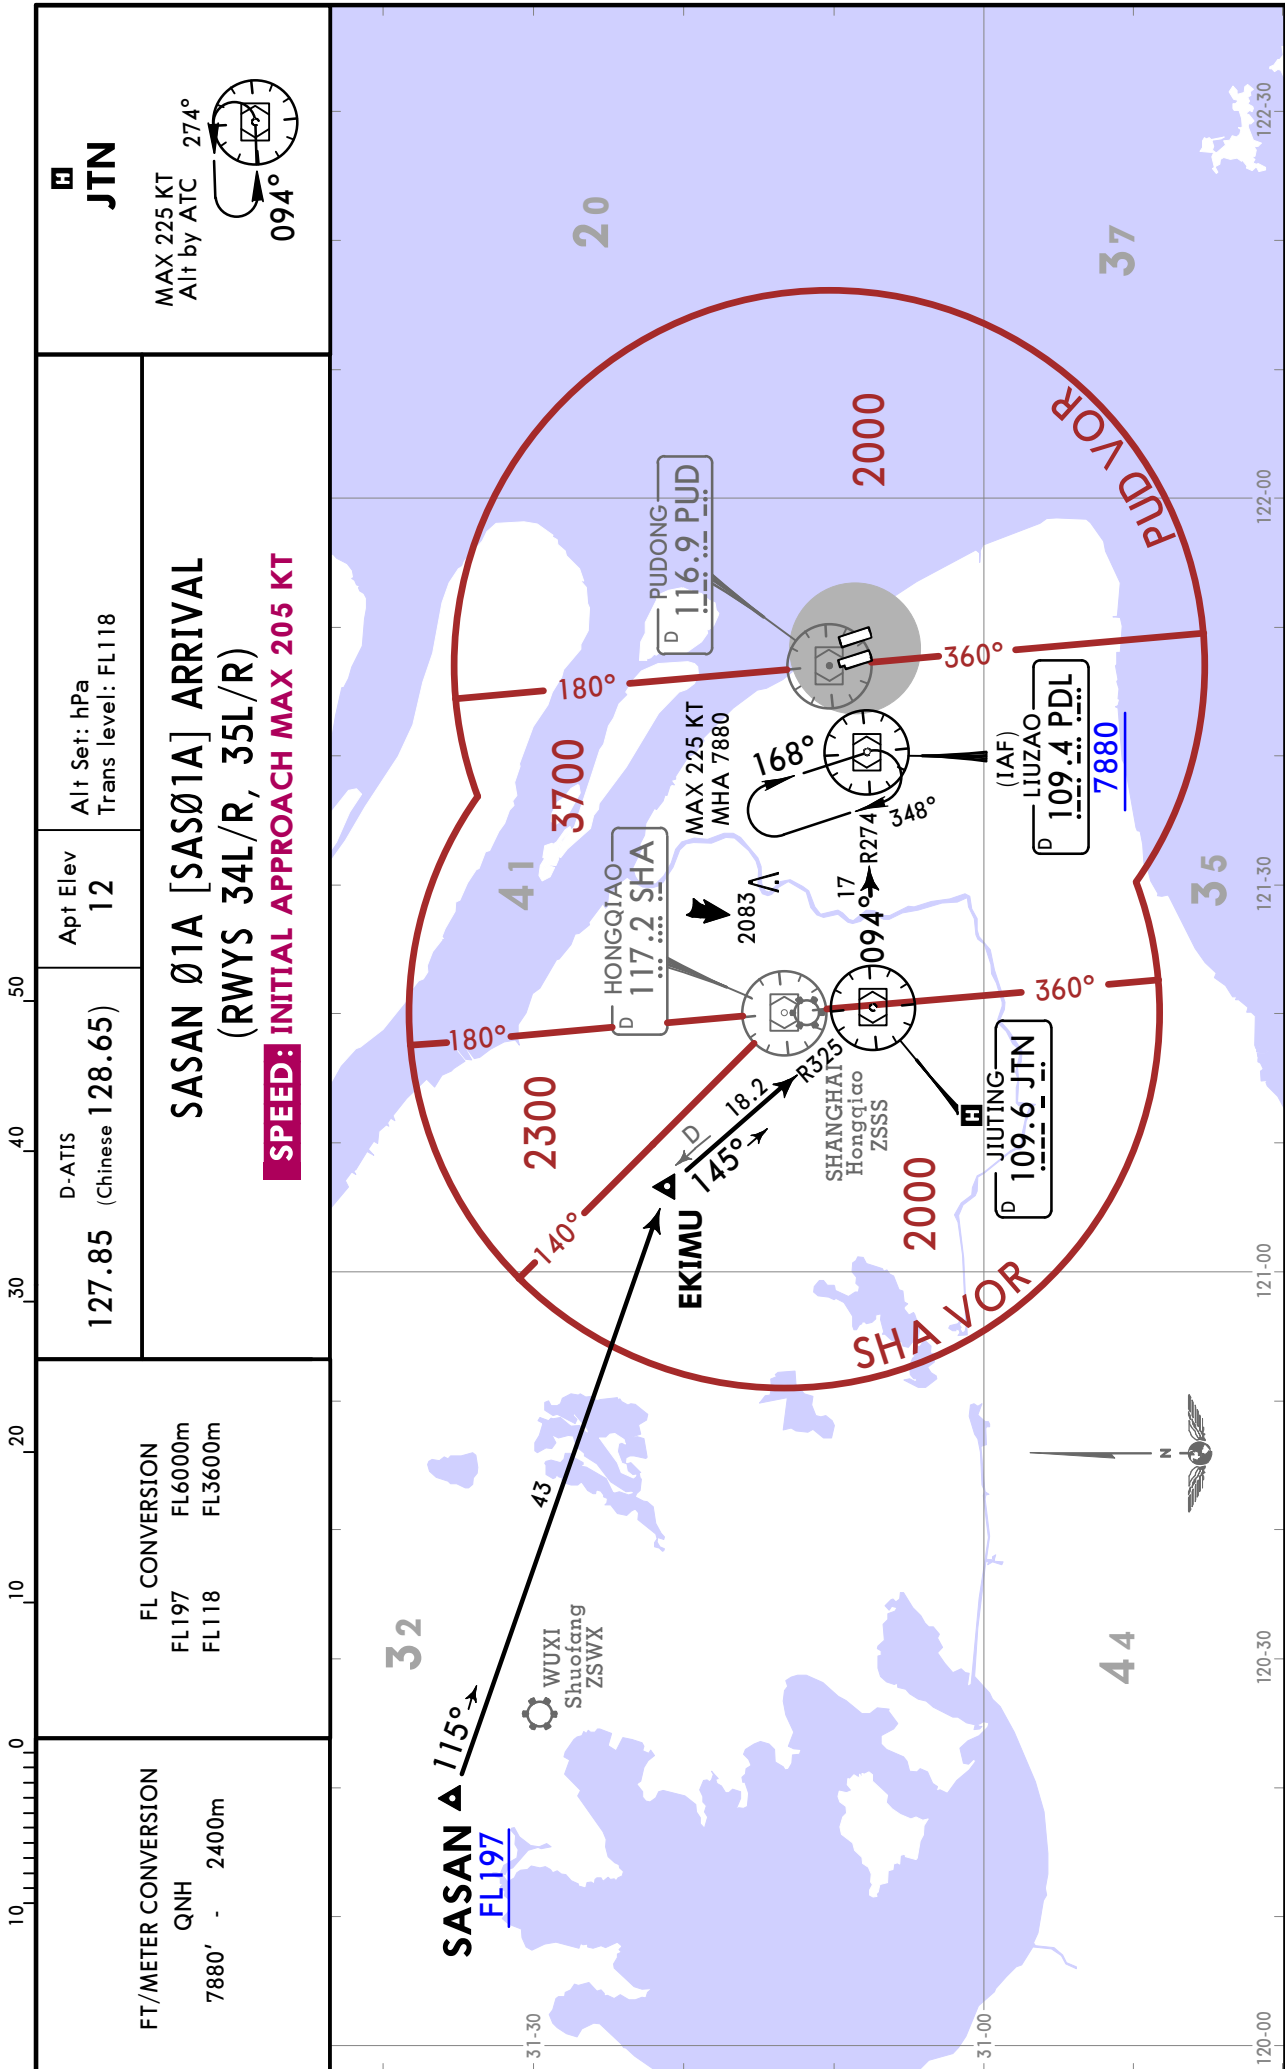 10 0 10 20 30 40 50
FT/METER CONVERSION
QNH
7880' - 2400m
FL CONVERSION
FL197 FL6000m
FL118 FL3600m
D-ATIS
127.85 (Chinese 128.65)
Apt Elev
12
Alt Set: hPa
Trans level: FL118
SASAN Ø1A [SASØ1A] ARRIVAL
(RWYS 34L/R, 35L/R)
SPEED: INITIAL APPROACH MAX 205 KT
H
JTN
MAX 225 KT
Alt by ATC
274°
094°
SASAN
FL197
115°
43
WUXI
Shuofang
ZSWX
32
EKIMU
D
145°
18.2
R325
140°
2300
180°
41
3700
180°
20
D HONGQIAO
117.2 SHA
2083
MAX 225 KT
MHA 7880
168°
348°
D PUDONG
116.9 PUD
2000
SHANGHAI
Hongqiao
ZSSS
094°
17
R274
2000
SHA VOR
H
D JIUTING
109.6 JTN
360°
(IAF)
D LIUZAO
109.4 PDL
7880
360°
PUD VOR
44
35
37
N
31-30
31-00
120-00
120-30
121-00
121-30
122-00
122-30